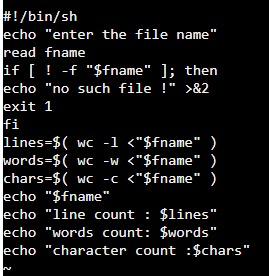 #!/bin/sh
echo "enter the file name"
read fname
if [ ! -f "$fname" ]; then
echo "no such file !" >&2
exit 1
fi
lines=$( wc -l <"$fname" )
words=$( wc -w <"$fname" )
chars=$( wc -c <"$fname" )
echo "$fname"
echo "line count : $lines"
echo "words count: $words"
echo "character count :$chars"
~